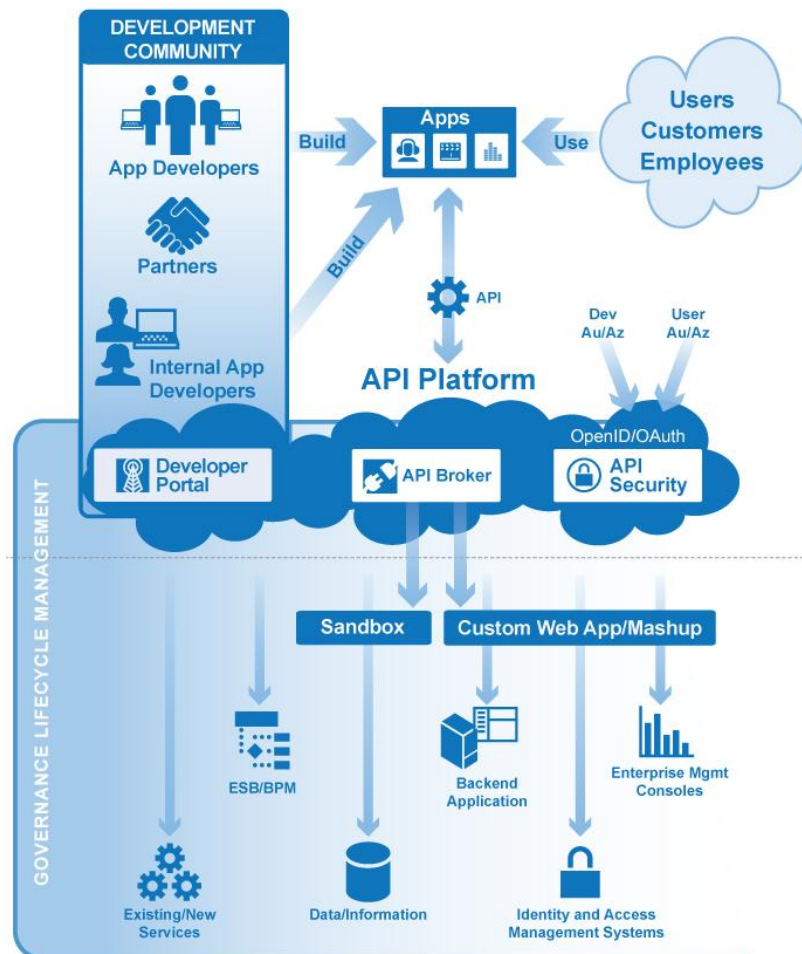 DEVELOPMENT
COMMUNITY
App Developers
Partners
Internal App
Developers
Build
Build
Apps
Use
Users
Customers
Employees
API
Dev
Au/Az
User
Au/Az
API Platform
OpenID/OAuth
Developer
Portal
API Broker
API
Security
GOVERNANCE LIFECYCLE MANAGEMENT
Sandbox
Custom Web App/Mashup
ESB/BPM
Backend
Application
Enterprise Mgmt
Consoles
Existing/New
Services
Data/Information
Identity and Access
Management Systems